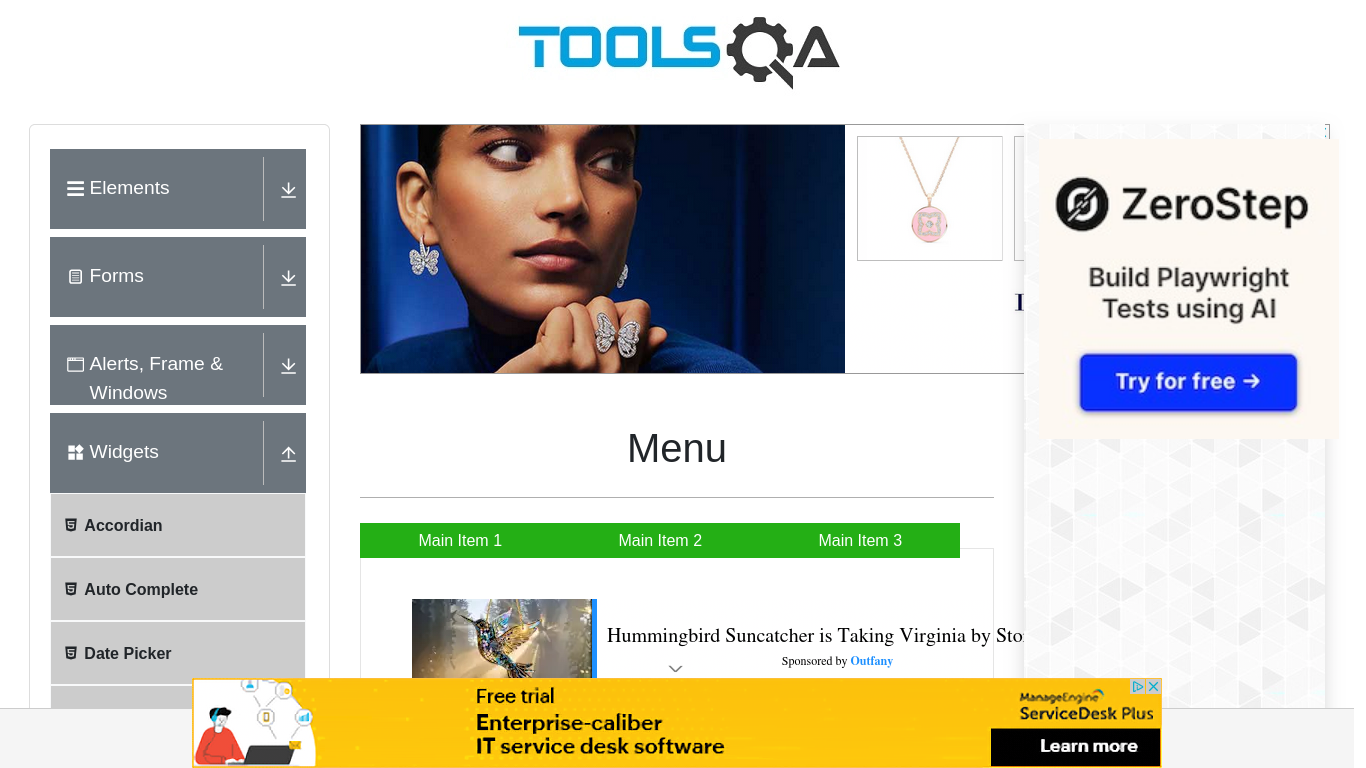 TOOLSQA
Elements
Forms
Alerts, Frame &
Windows
Widgets
Accordian
Auto Complete
Date Picker
ZeroStep
Build Playwright
Tests using AI
Try for free →
Menu
Main Item 1
Main Item 2
Main Item 3
Hummingbird Suncatcher is Taking Virginia by
Sponsored by Outfany
Free trial
Enterprise-caliber
IT service desk software
ManageEngine
ServiceDesk Plus
Learn more